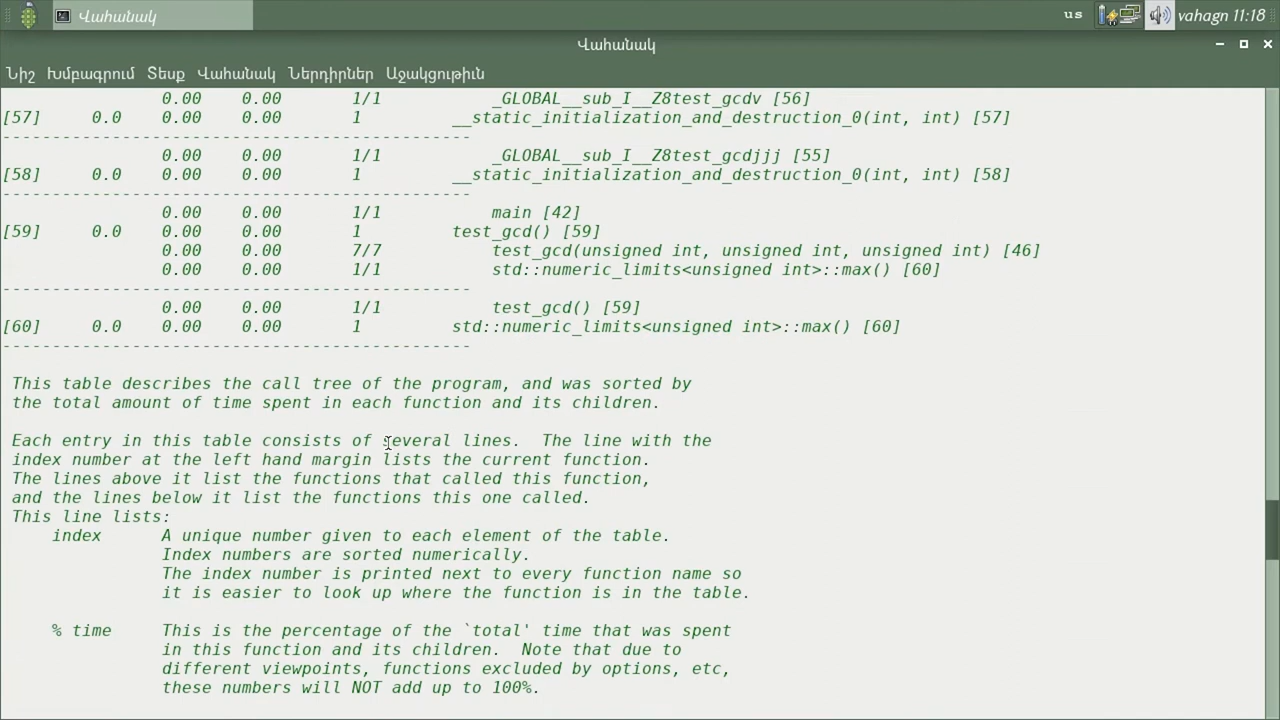 Վահանակ
us
vahagn 11:18
Վահանակ
Նիշ Խմբագրում Տեսք Վահանակ Ներդիրներ Աջակցութիւն
0.00 0.00 1/1 _GLOBAL__sub_I__Z8test_gcdv [56]
[57] 0.0 0.00 0.00 1 __static_initialization_and_destruction_0(int, int) [57]
-----------------------------------------------
0.00 0.00 1/1 _GLOBAL__sub_I__Z8test_gcdjjj [55]
[58] 0.0 0.00 0.00 1 __static_initialization_and_destruction_0(int, int) [58]
-----------------------------------------------
0.00 0.00 1/1 main [42]
[59] 0.0 0.00 0.00 1 test_gcd() [59]
0.00 0.00 7/7 test_gcd(unsigned int, unsigned int, unsigned int) [46]
0.00 0.00 1/1 std::numeric_limits<unsigned int>::max() [60]
-----------------------------------------------
0.00 0.00 1/1 test_gcd() [59]
[60] 0.0 0.00 0.00 1 std::numeric_limits<unsigned int>::max() [60]
-----------------------------------------------
This table describes the call tree of the program, and was sorted by
the total amount of time spent in each function and its children.
Each entry in this table consists of several lines.  The line with the
index number at the left hand margin lists the current function.
The lines above it list the functions that called this function,
and the lines below it list the functions this one called.
This line lists:
index A unique number given to each element of the table.
Index numbers are sorted numerically.
The index number is printed next to every function name so
it is easier to look up where the function is in the table.
% time This is the percentage of the `total' time that was spent
in this function and its children.  Note that due to
different viewpoints, functions excluded by options, etc,
these numbers will NOT add up to 100%.